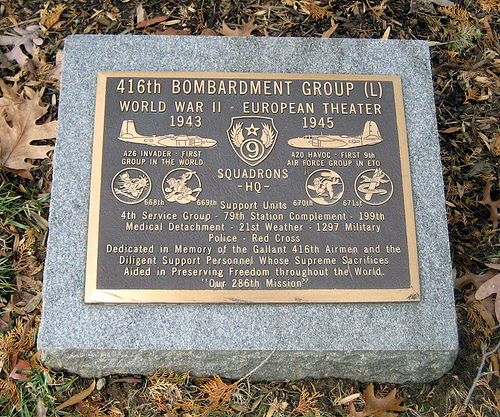 416th BOMBARDMENT GROUP (L)
WORLD WAR II - EUROPEAN THEATER
1943 1945
9
A26 INVADER - FIRST
GROUP IN THE WORLD
A20 HAVOC - FIRST 9th
AIR FORCE GROUP IN ETO
SQUADRONS
-HQ-
668th 669th 670th 671st
Support Units
4th Service Group - 79th Station Complement - 199th
Medical Detachment - 21st Weather - 1297 Military
Police - Red Cross
Dedicated in Memory of the Gallant 416th Airmen and the
Diligent Support Personnel Whose Supreme Sacrifices
Aided in Preserving Freedom throughout the World.
"Our 286th Mission"